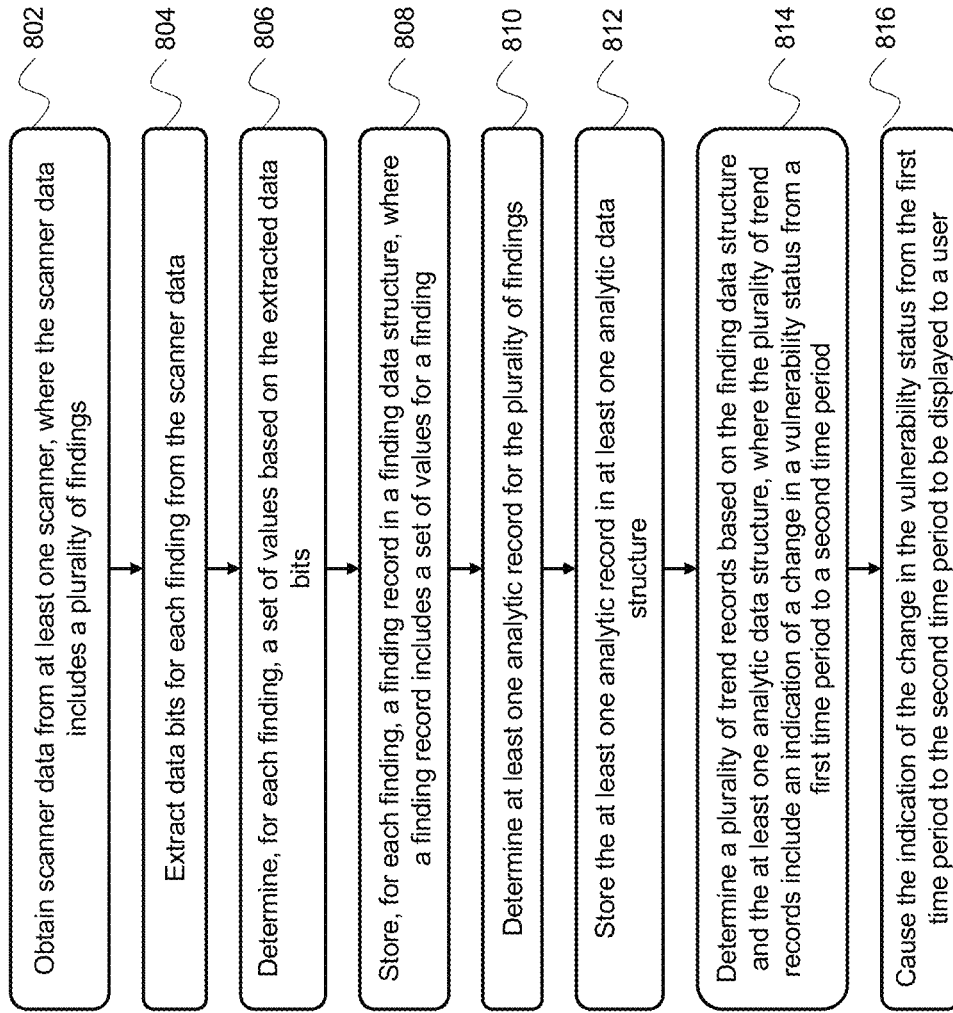 Obtain scanner data from at least one scanner, where the scanner data
includes a plurality of findings
802
Extract data bits for each finding from the scanner data
804
Determine, for each finding, a set of values based on the extracted data
bits
806
Store, for each finding, a finding record in a finding data structure, where
a finding record includes a set of values for a finding
808
Determine at least one analytic record for the plurality of findings
810
Store the at least one analytic record in at least one analytic data
structure
812
Determine a plurality of trend records based on the finding data structure
and the at least one analytic data structure, where the plurality of trend
records include an indication of a change in a vulnerability status from a
first time period to a second time period
814
Cause the indication of the change in the vulnerability status from the first
time period to the second time period to be displayed to a user
816